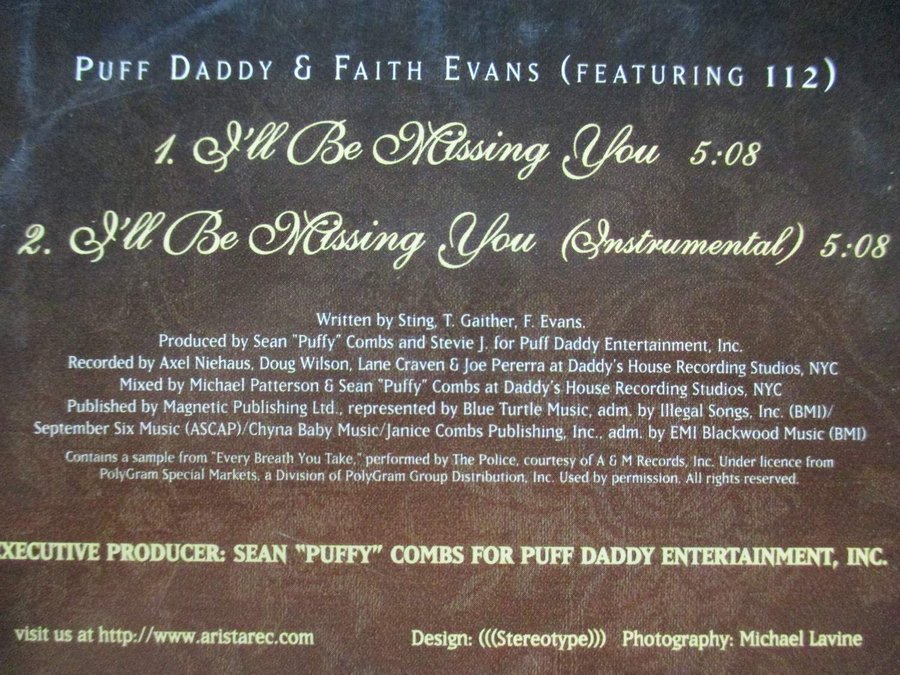 PUFF DADDY & FAITH EVANS (FEATURING 112)
1. I'll Be Missing You 5:08
2. I'll Be Missing You (Instrumental) 5:08
Written by Sting, T. Gaither, F. Evans.
Produced by Sean "Puffy" Combs and Stevie J. for Puff Daddy Entertainment, Inc.
Recorded by Axel Niehaus, Doug Wilson, Lane Craven & Joe Pererra at Daddy's House Recording Studios, NYC
Mixed by Michael Patterson & Sean "Puffy" Combs at Daddy's House Recording Studios, NYC
Published by Magnetic Publishing Ltd., represented by Blue Turtle Music, adm. by Illegal Songs, Inc. (BMI)/
September Six Music (ASCAP)/Chyna Baby Music/Janice Combs Publishing, Inc., adm. by EMI Blackwood Music (BMI)
Contains a sample from "Every Breath You Take," performed by The Police, courtesy of A & M Records, Inc. Under licence from
PolyGram Special Markets, a Division of PolyGram Group Distribution, Inc. Used by permission. All rights reserved.
EXECUTIVE PRODUCER: SEAN "PUFFY" COMBS FOR PUFF DADDY ENTERTAINMENT, INC.
visit us at http://www.aristarec.com Design: (((Stereotype))) Photography: Michael Lavine